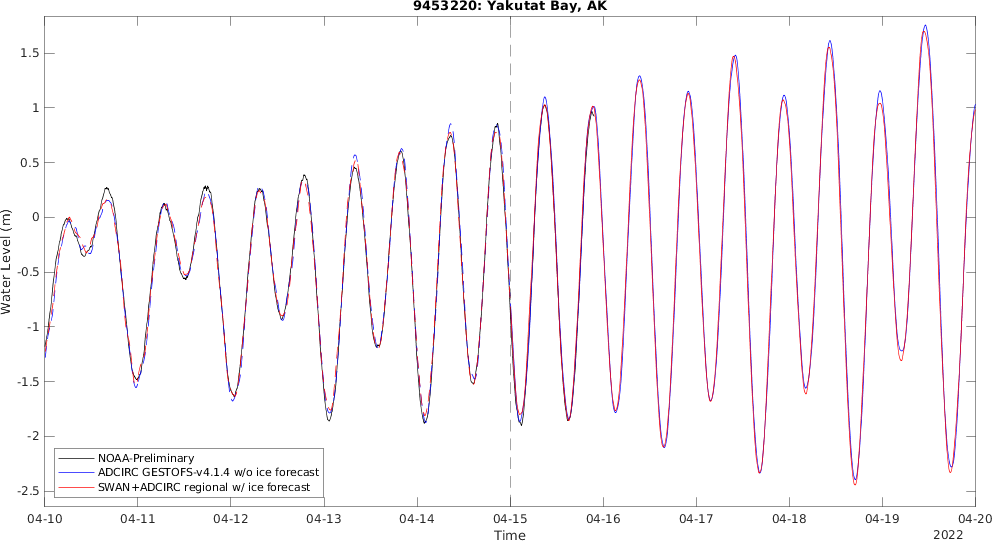 9453220: Yakutat Bay, AK
Water Level (m)
1.5
1
0.5
0
-0.5
-1
-1.5
-2
-2.5
NOAA-Preliminary
ADCIRC GESTOFS-v4.1.4 w/o ice forecast
SWAN+ADCIRC regional w/ ice forecast
04-10 04-11 04-12 04-13 04-14 04-15 04-16 04-17 04-18 04-19 04-20
Time
2022